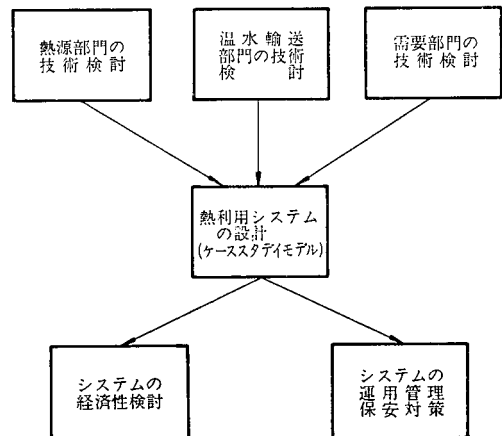 熱源部門の
技術検討
温水輸送
部門の技術
検討
需要部門の
技術検討
熱利用システム
の設計
(ケーススタデイモデル)
システムの
経済性検討
システムの
運用管理
保安対策